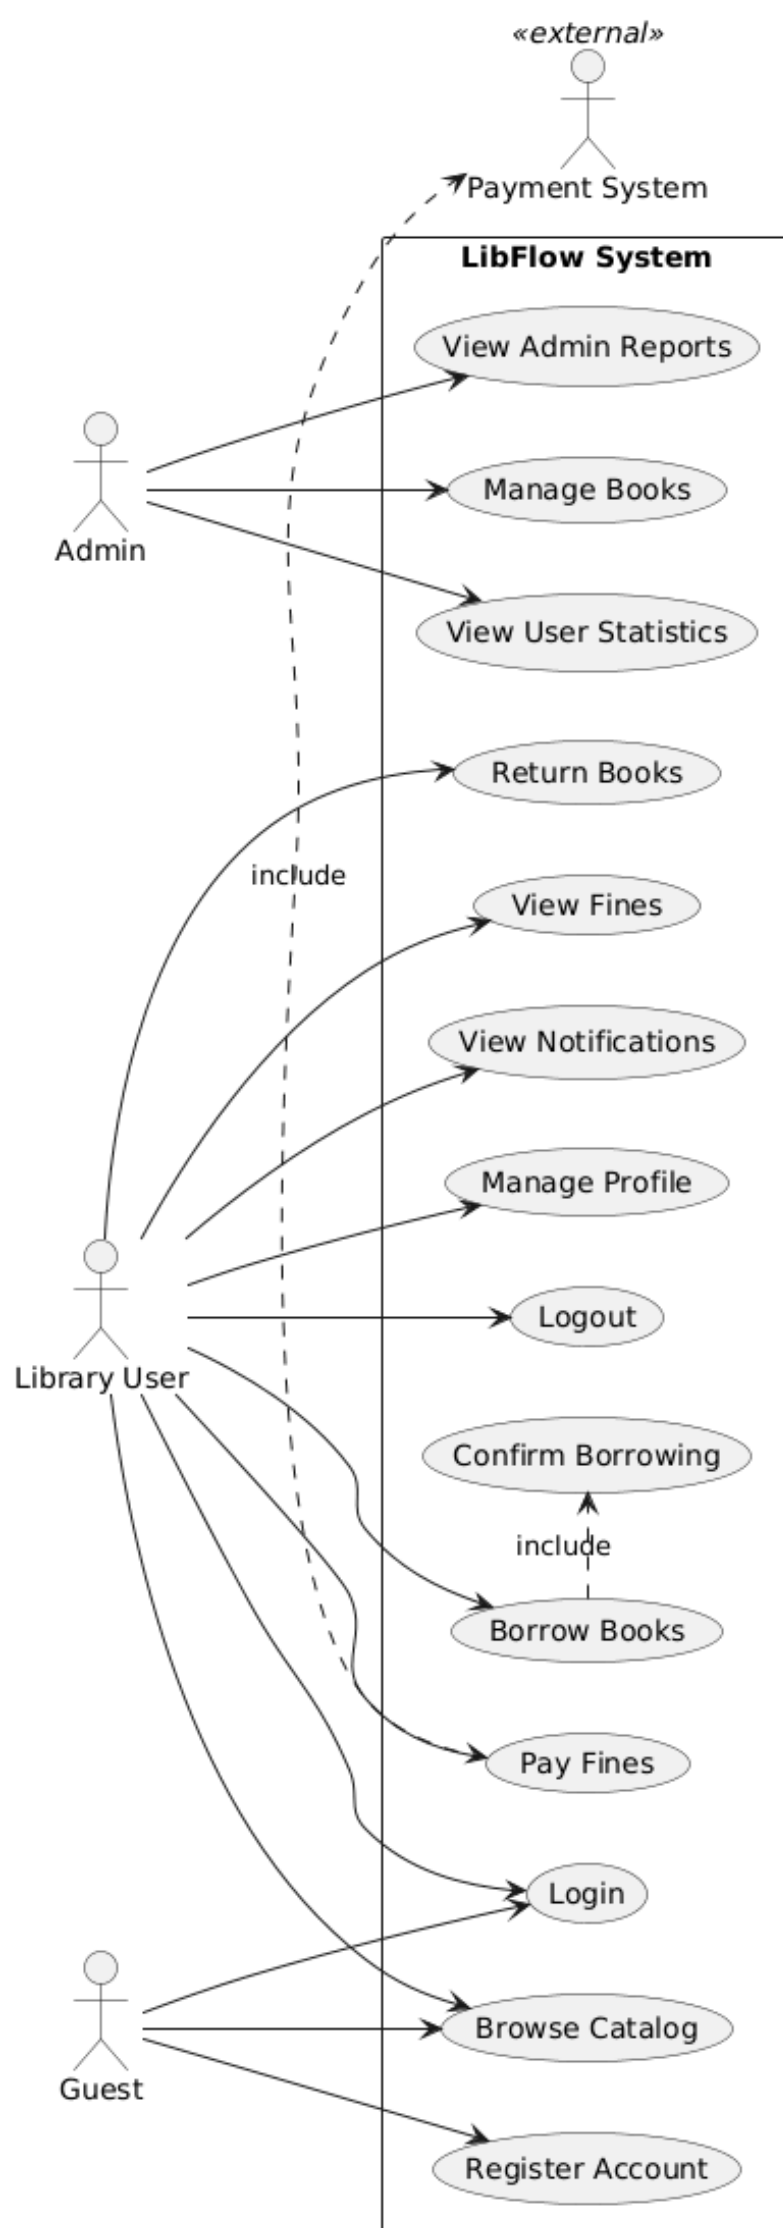 «external»
Payment System
LibFlow System
View Admin Reports
Manage Books
Admin
View User Statistics
Return Books
include
View Fines
View Notifications
Manage Profile
Logout
Library User
Confirm Borrowing
include
Borrow Books
Pay Fines
Login
Browse Catalog
Guest
Register Account